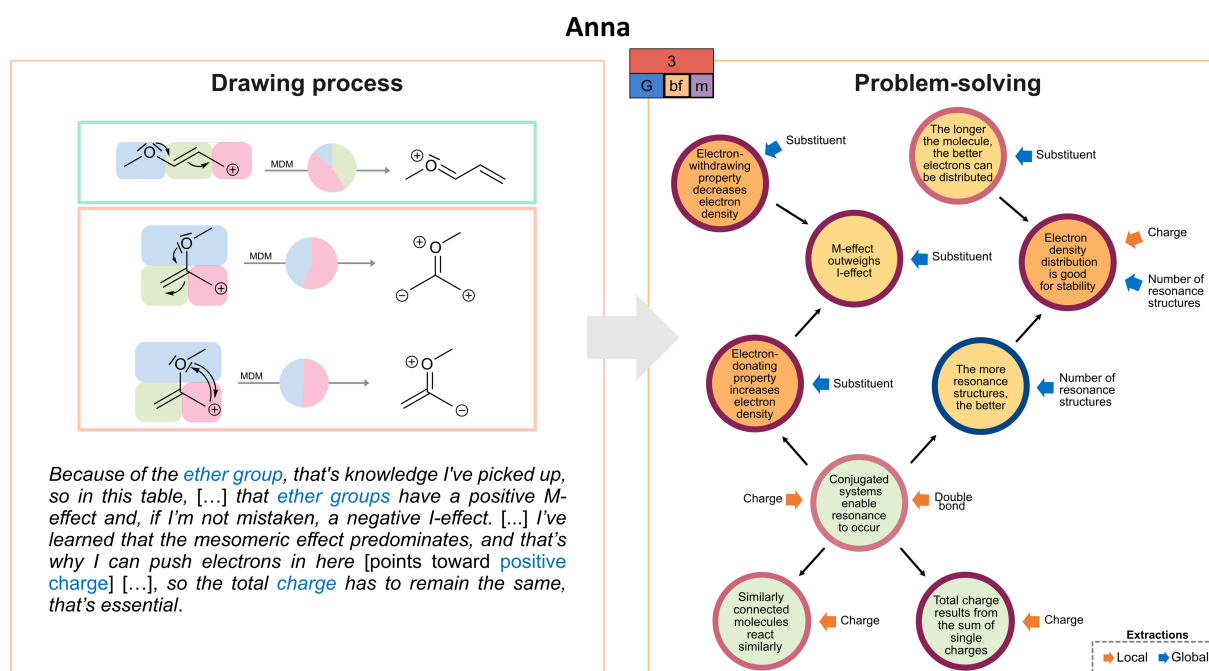 Anna
Drawing process
MDM
O
⊕
⊕
O
MDM
O
⊕
⊕
O
⊖
⊕
MDM
O
⊕
⊕
O
⊖
Because of the ether group, that's knowledge I've picked up,
so in this table, […] that ether groups have a positive M-
effect and, if I’m not mistaken, a negative I-effect. [...] I’ve
learned that the mesomeric effect predominates, and that’s
why I can push electrons in here [points toward positive
charge] […], so the total charge has to remain the same,
that’s essential.
3
G bf m
Problem-solving
Electron-
withdrawing
property
decreases
electron
density
Substituent
The longer
the molecule,
the better
electrons can
be distributed
Substituent
M-effect
outweighs
I-effect
Substituent
Electron
density
distribution
is good
for stability
Charge
Number of
resonance
structures
Electron-
donating
property
increases
electron
density
Substituent
The more
resonance
structures,
the better
Number of
resonance
structures
Charge
Conjugated
systems
enable
resonance
to occur
Double
bond
Similarly
connected
molecules
react
similarly
Charge
Total charge
results from
the sum of
single
charges
Charge
Extractions
Local Global